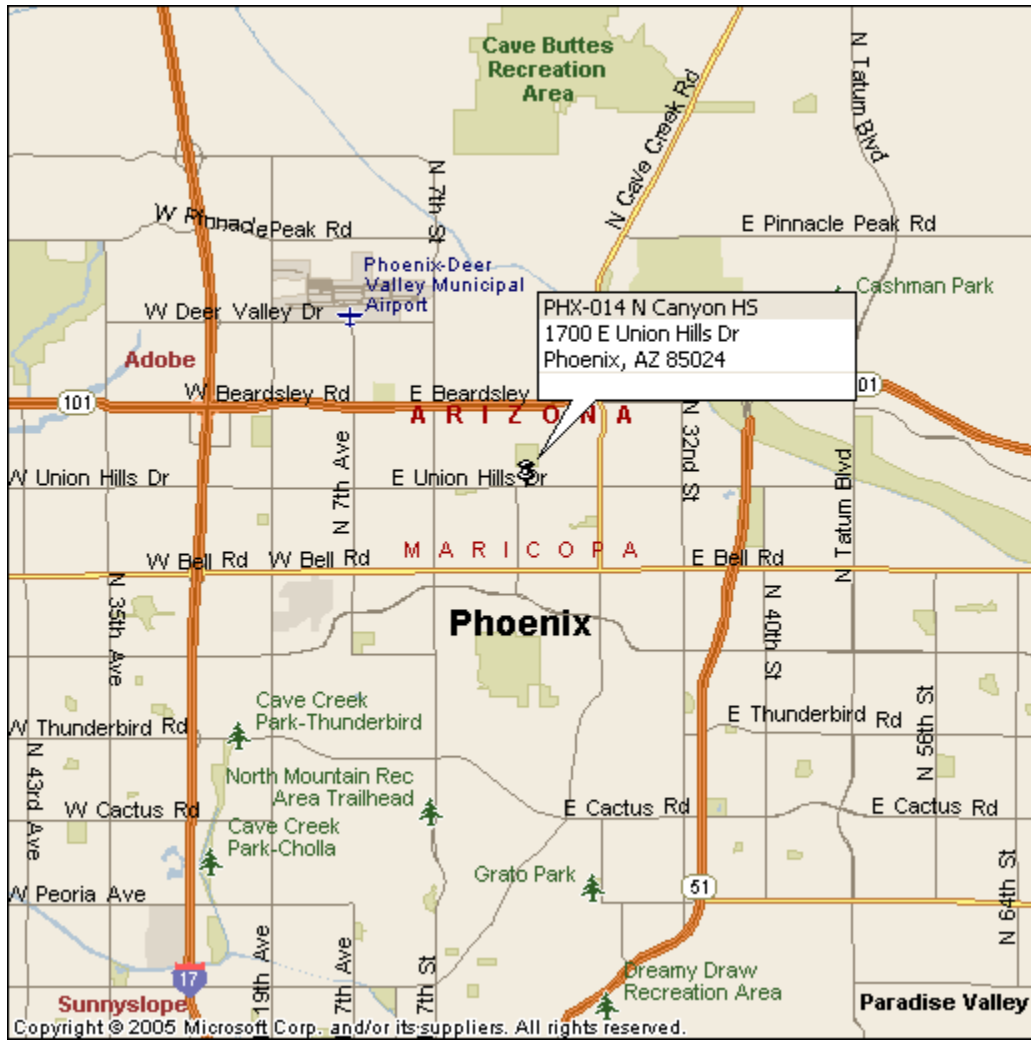 Cave Buttes
Recreation
Area
N Tatum Blvd
N Cave Creek Rd
N 7th St
W Pinnacle Peak Rd
E Pinnacle Peak Rd
Phoenix-Deer
Valley Municipal
Airport
Cashman Park
W Deer Valley Dr
PHX-014 N Canyon HS
1700 E Union Hills Dr
Phoenix, AZ 85024
Adobe
W Beardsley Rd
E Beardsley
101
01
ARIZONA
N 32nd St
N 7th Ave
W Union Hills Dr
E Union Hills Dr
N Tatum Blvd
MARICOPA
W Bell Rd
W Bell Rd
E Bell Rd
N 35th Ave
N 40th St
Phoenix
Cave Creek
Park-Thunderbird
W Thunderbird Rd
E Thunderbird Rd
N 56th St
N 43rd Ave
North Mountain Rec
Area Trailhead
W Cactus Rd
E Cactus Rd
E Cactus Rd
Cave Creek
Park-Cholla
Grato Park
51
W Peoria Ave
N 64th St
19th Ave
7th Ave
7th St
17
Dreamy Draw
Recreation Area
Sunnyslope
Paradise Valley
Copyright © 2005 Microsoft Corp. and/or its suppliers. All rights reserved.